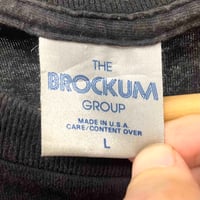 THE
BROCKUM
GROUP
MADE IN U.S.A.
CARE/CONTENT OVER
L